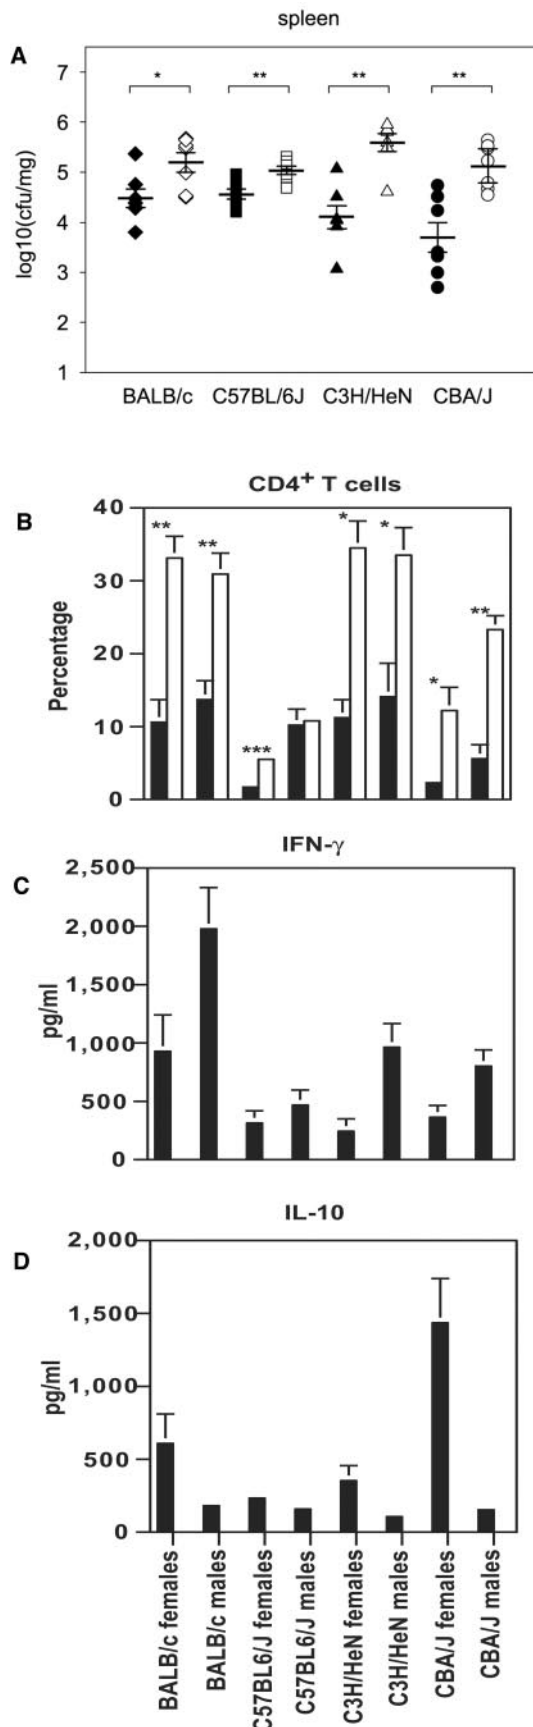 spleen
A
7
6
5
4
3
2
1
log10(cfu/mg)
* ** ** **
BALB/c C57BL/6J C3H/HeN CBA/J
CD4+ T cells
B
40
30
20
10
0
Percentage
** ** *** * * * **
IFN-γ
C
2,500
2,000
1,500
1,000
500
0
pg/ml
IL-10
D
2,000
1,500
1,000
500
0
pg/ml
BALB/c females
BALB/c males
C57BL6/J females
C57BL6/J males
C3H/HeN females
C3H/HeN males
CBA/J females
CBA/J males